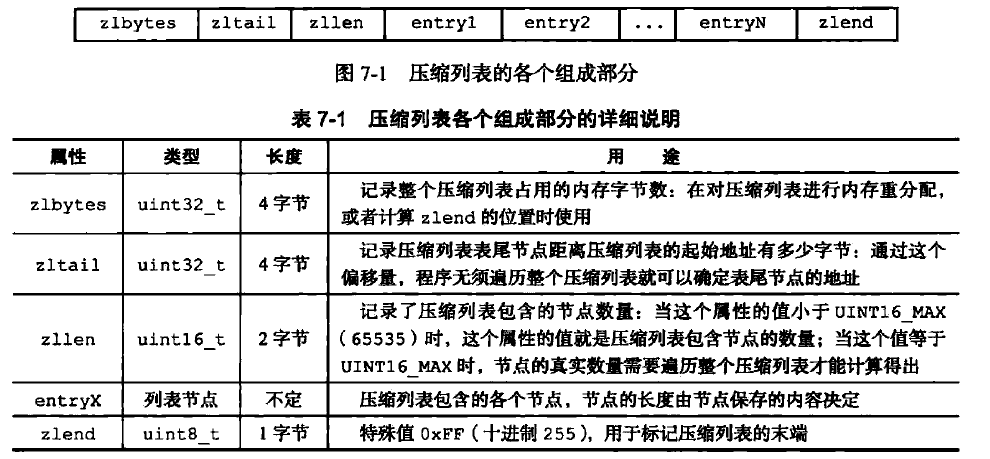 zlbytes zltail zllen entry1 entry2 ... entryN zlend
图 7-1 压缩列表的各个组成部分
表 7-1 压缩列表各个组成部分的详细说明
属性 类型 长度 用 途
zlbytes uint32_t 4 字节 记录整个压缩列表占用的内存字节数：在对压缩列表进行内存重分配，
或者计算 zlend 的位置时使用
zltail uint32_t 4 字节 记录压缩列表表尾节点距离压缩列表的起始地址有多少字节：通过这个
偏移量，程序无须遍历整个压缩列表就可以确定表尾节点的地址
zllen uint16_t 2 字节 记录了压缩列表包含的节点数量：当这个属性的值小于 UINT16_MAX
（65535）时，这个属性的值就是压缩列表包含节点的数量；当这个值等于
UINT16_MAX 时，节点的真实数量需要遍历整个压缩列表才能计算得出
entryX 列表节点 不定 压缩列表包含的各个节点，节点的长度由节点保存的内容决定
zlend uint8_t 1 字节 特殊值 0xFF（十进制 255），用于标记压缩列表的末端